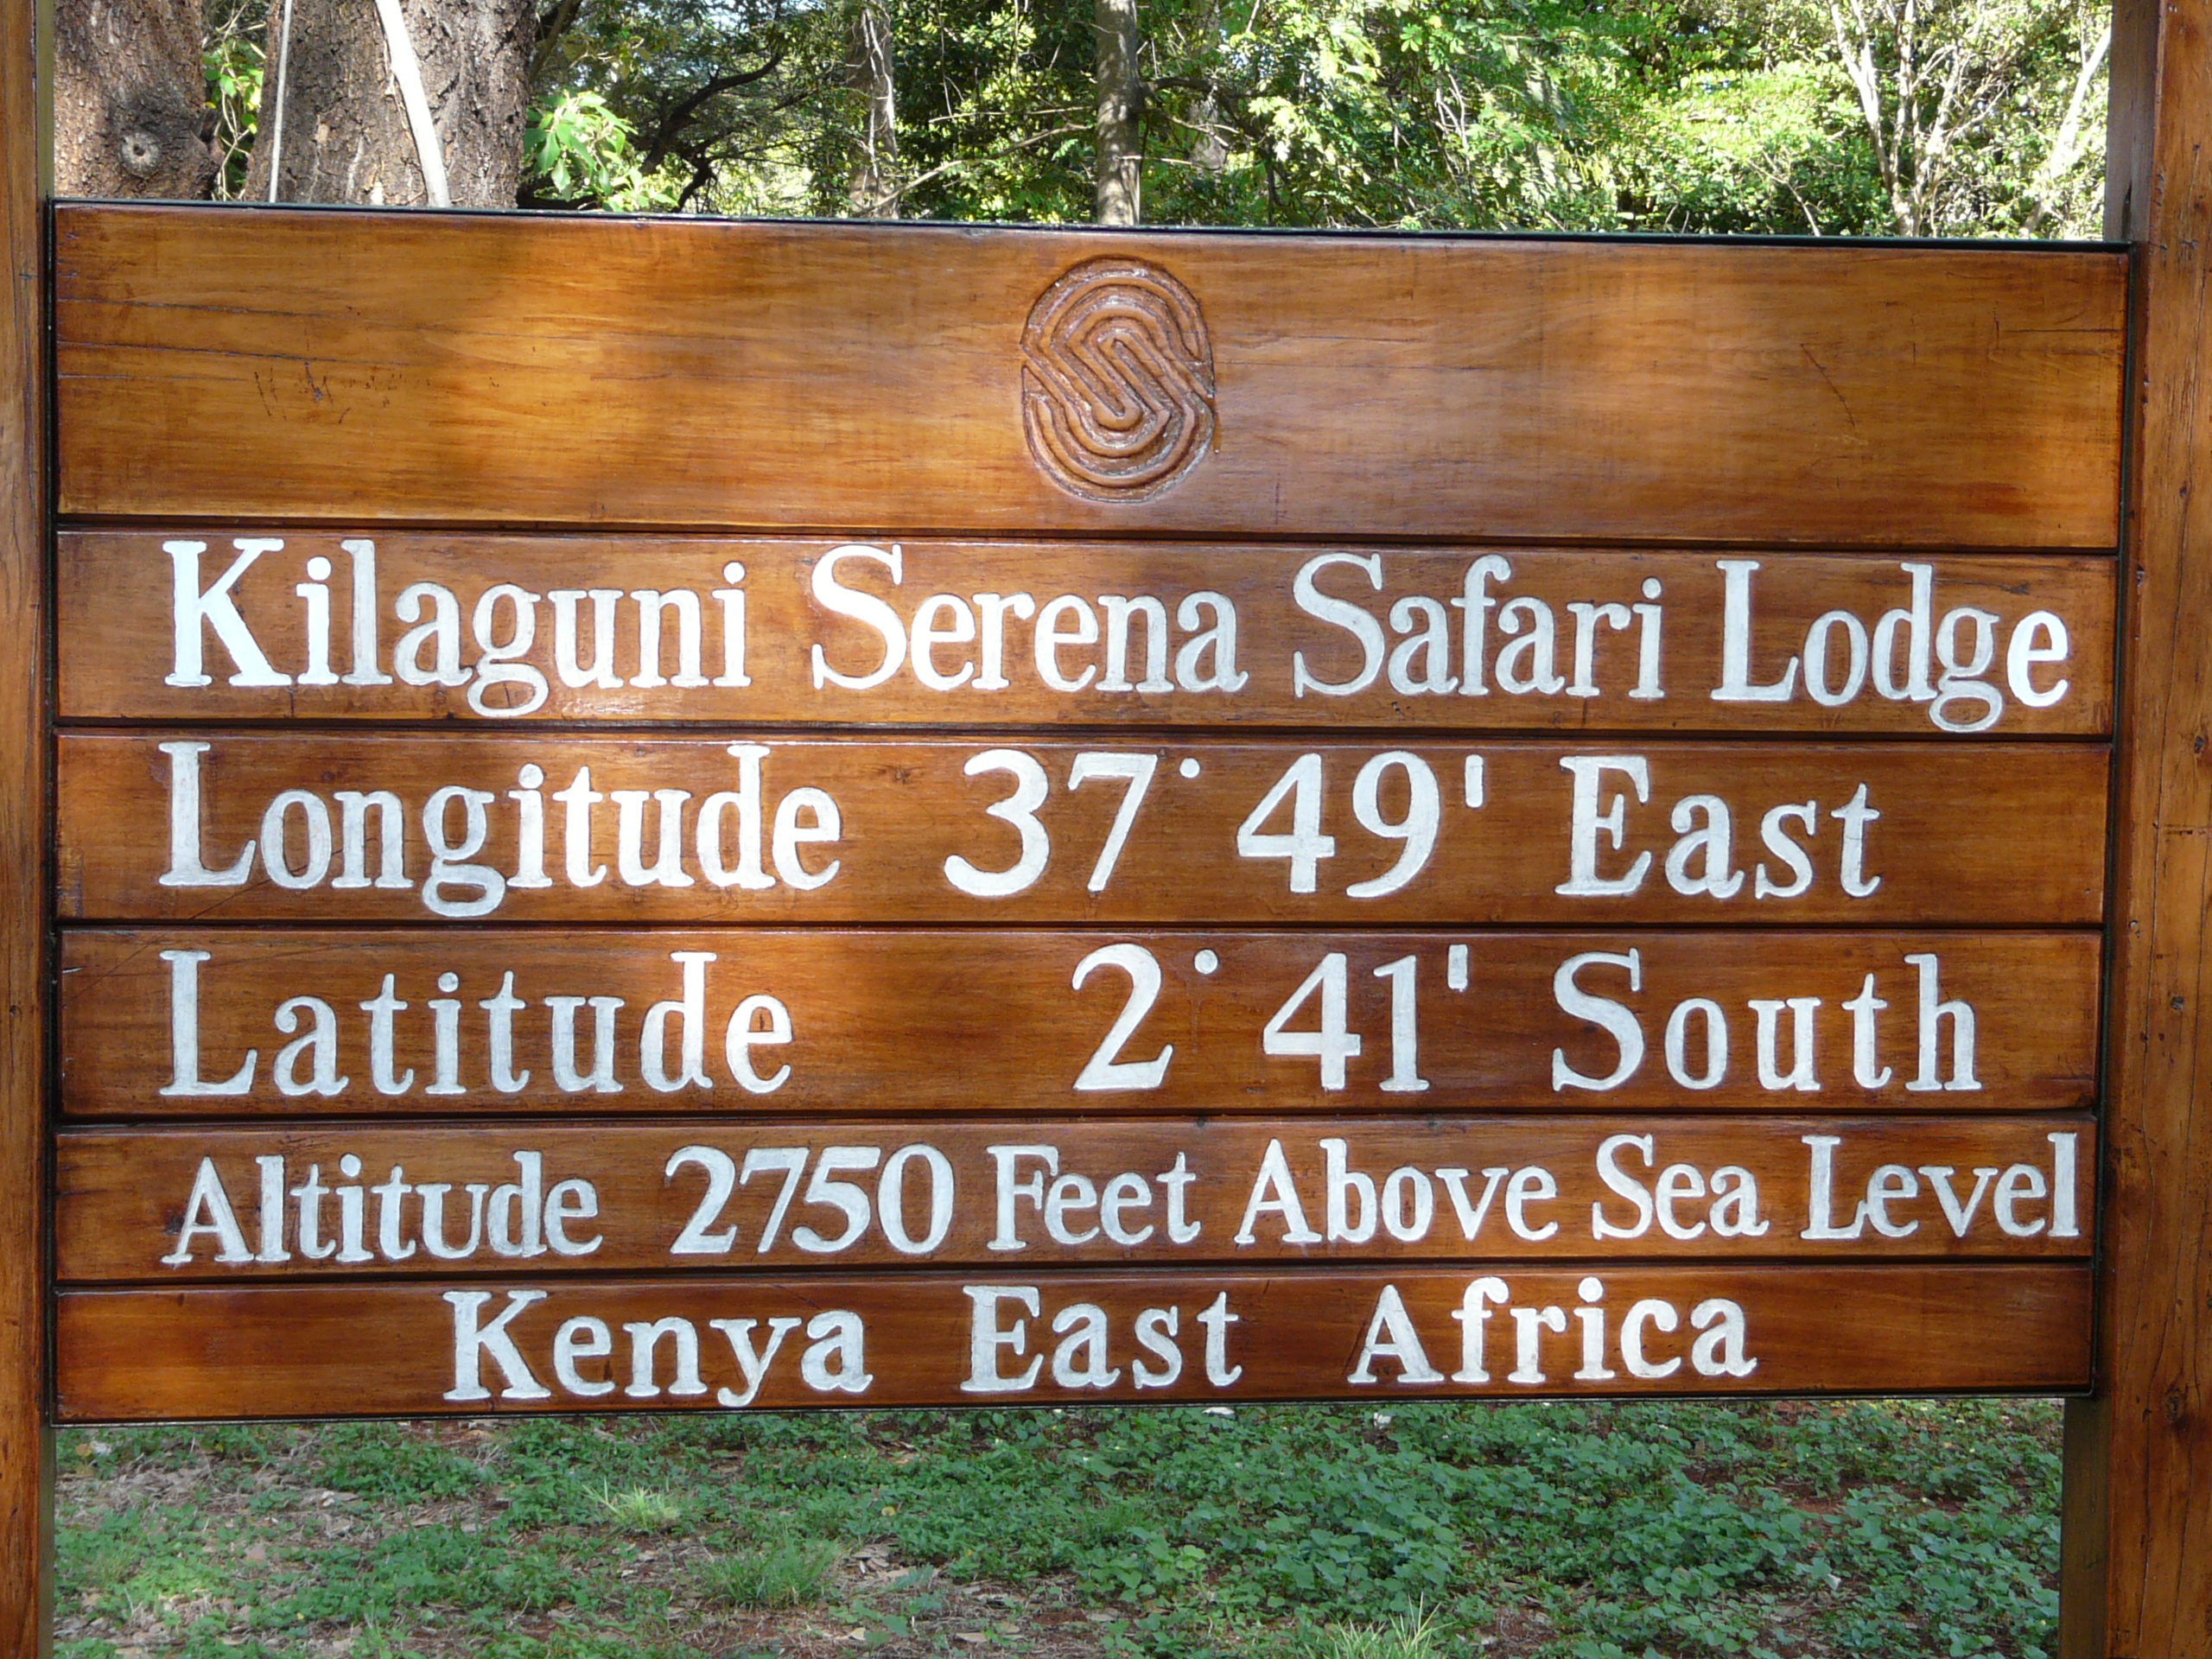 Kilaguni Serena Safari Lodge
Longitude 37° 49' East
Latitude 2° 41' South
Altitude 2750 Feet Above Sea Level
Kenya East Africa